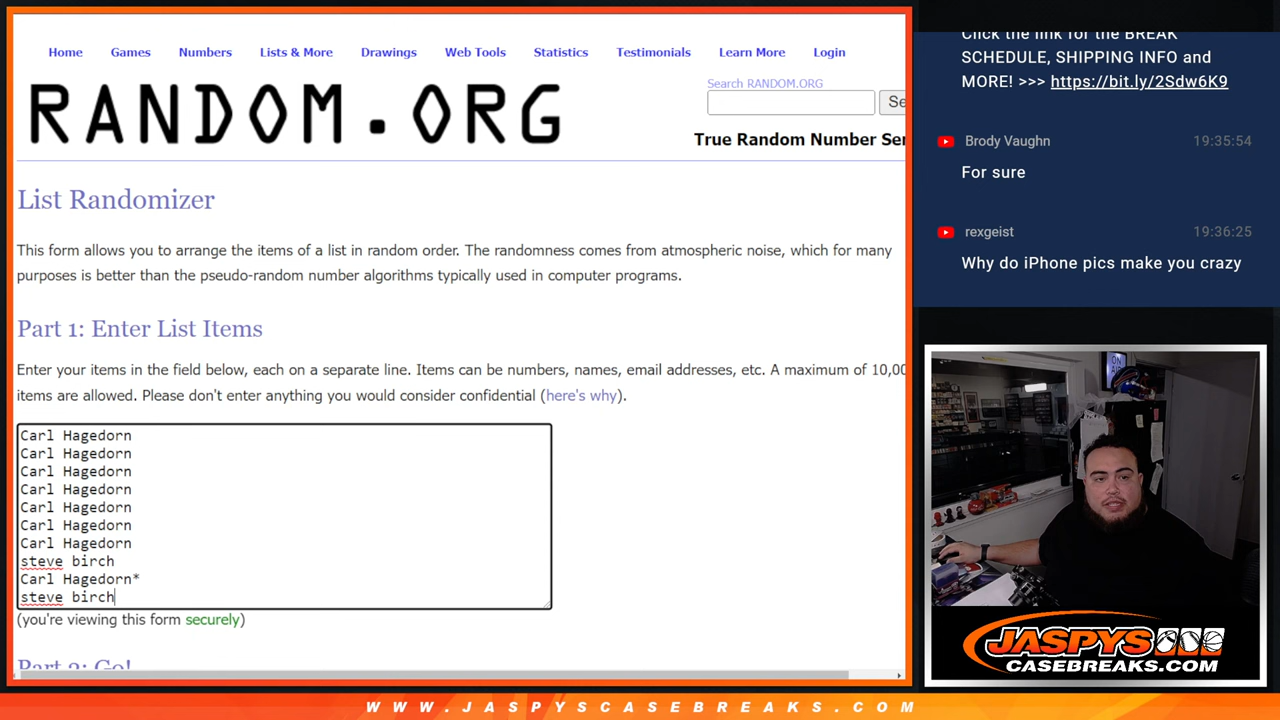 Home Games Numbers Lists & More Drawings Web Tools Statistics Testimonials Learn More Login
RANDOM.ORG
Search RANDOM.ORG
Se
True Random Number Ser
List Randomizer
This form allows you to arrange the items of a list in random order. The randomness comes from atmospheric noise, which for many
purposes is better than the pseudo-random number algorithms typically used in computer programs.
Part 1: Enter List Items
Enter your items in the field below, each on a separate line. Items can be numbers, names, email addresses, etc. A maximum of 10,00
items are allowed. Please don't enter anything you would consider confidential (here's why).
Carl Hagedorn
Carl Hagedorn
Carl Hagedorn
Carl Hagedorn
Carl Hagedorn
Carl Hagedorn
Carl Hagedorn
steve birch
Carl Hagedorn*
steve birch
(you're viewing this form securely)
Part 2: Go!
Click the link for the BREAK
SCHEDULE, SHIPPING INFO and
MORE! >>> https://bit.ly/2Sdw6K9
Brody Vaughn 19:35:54
For sure
rexgeist 19:36:25
Why do iPhone pics make you crazy
ON
JASPYS
CASEBREAKS.COM
WWW.JASPYSCASEBREAKS.COM